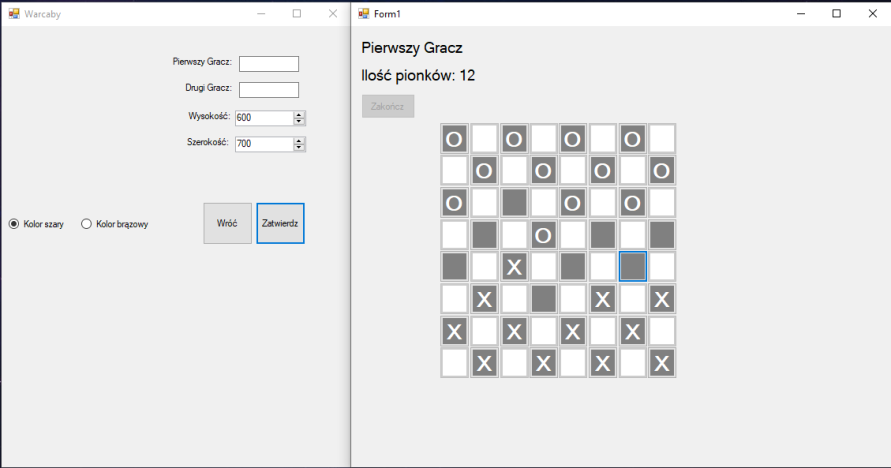 Warcaby
Pierwszy Gracz:
Drugi Gracz:
Wysokość: 600
Szerokość: 700
Kolor szary Kolor brązowy Wróć Zatwierdz
Form1
Pierwszy Gracz
Ilość pionków: 12
Zakończ
O O O O
O O O O
O O O
O
X
X X X
X X X X
X X X X